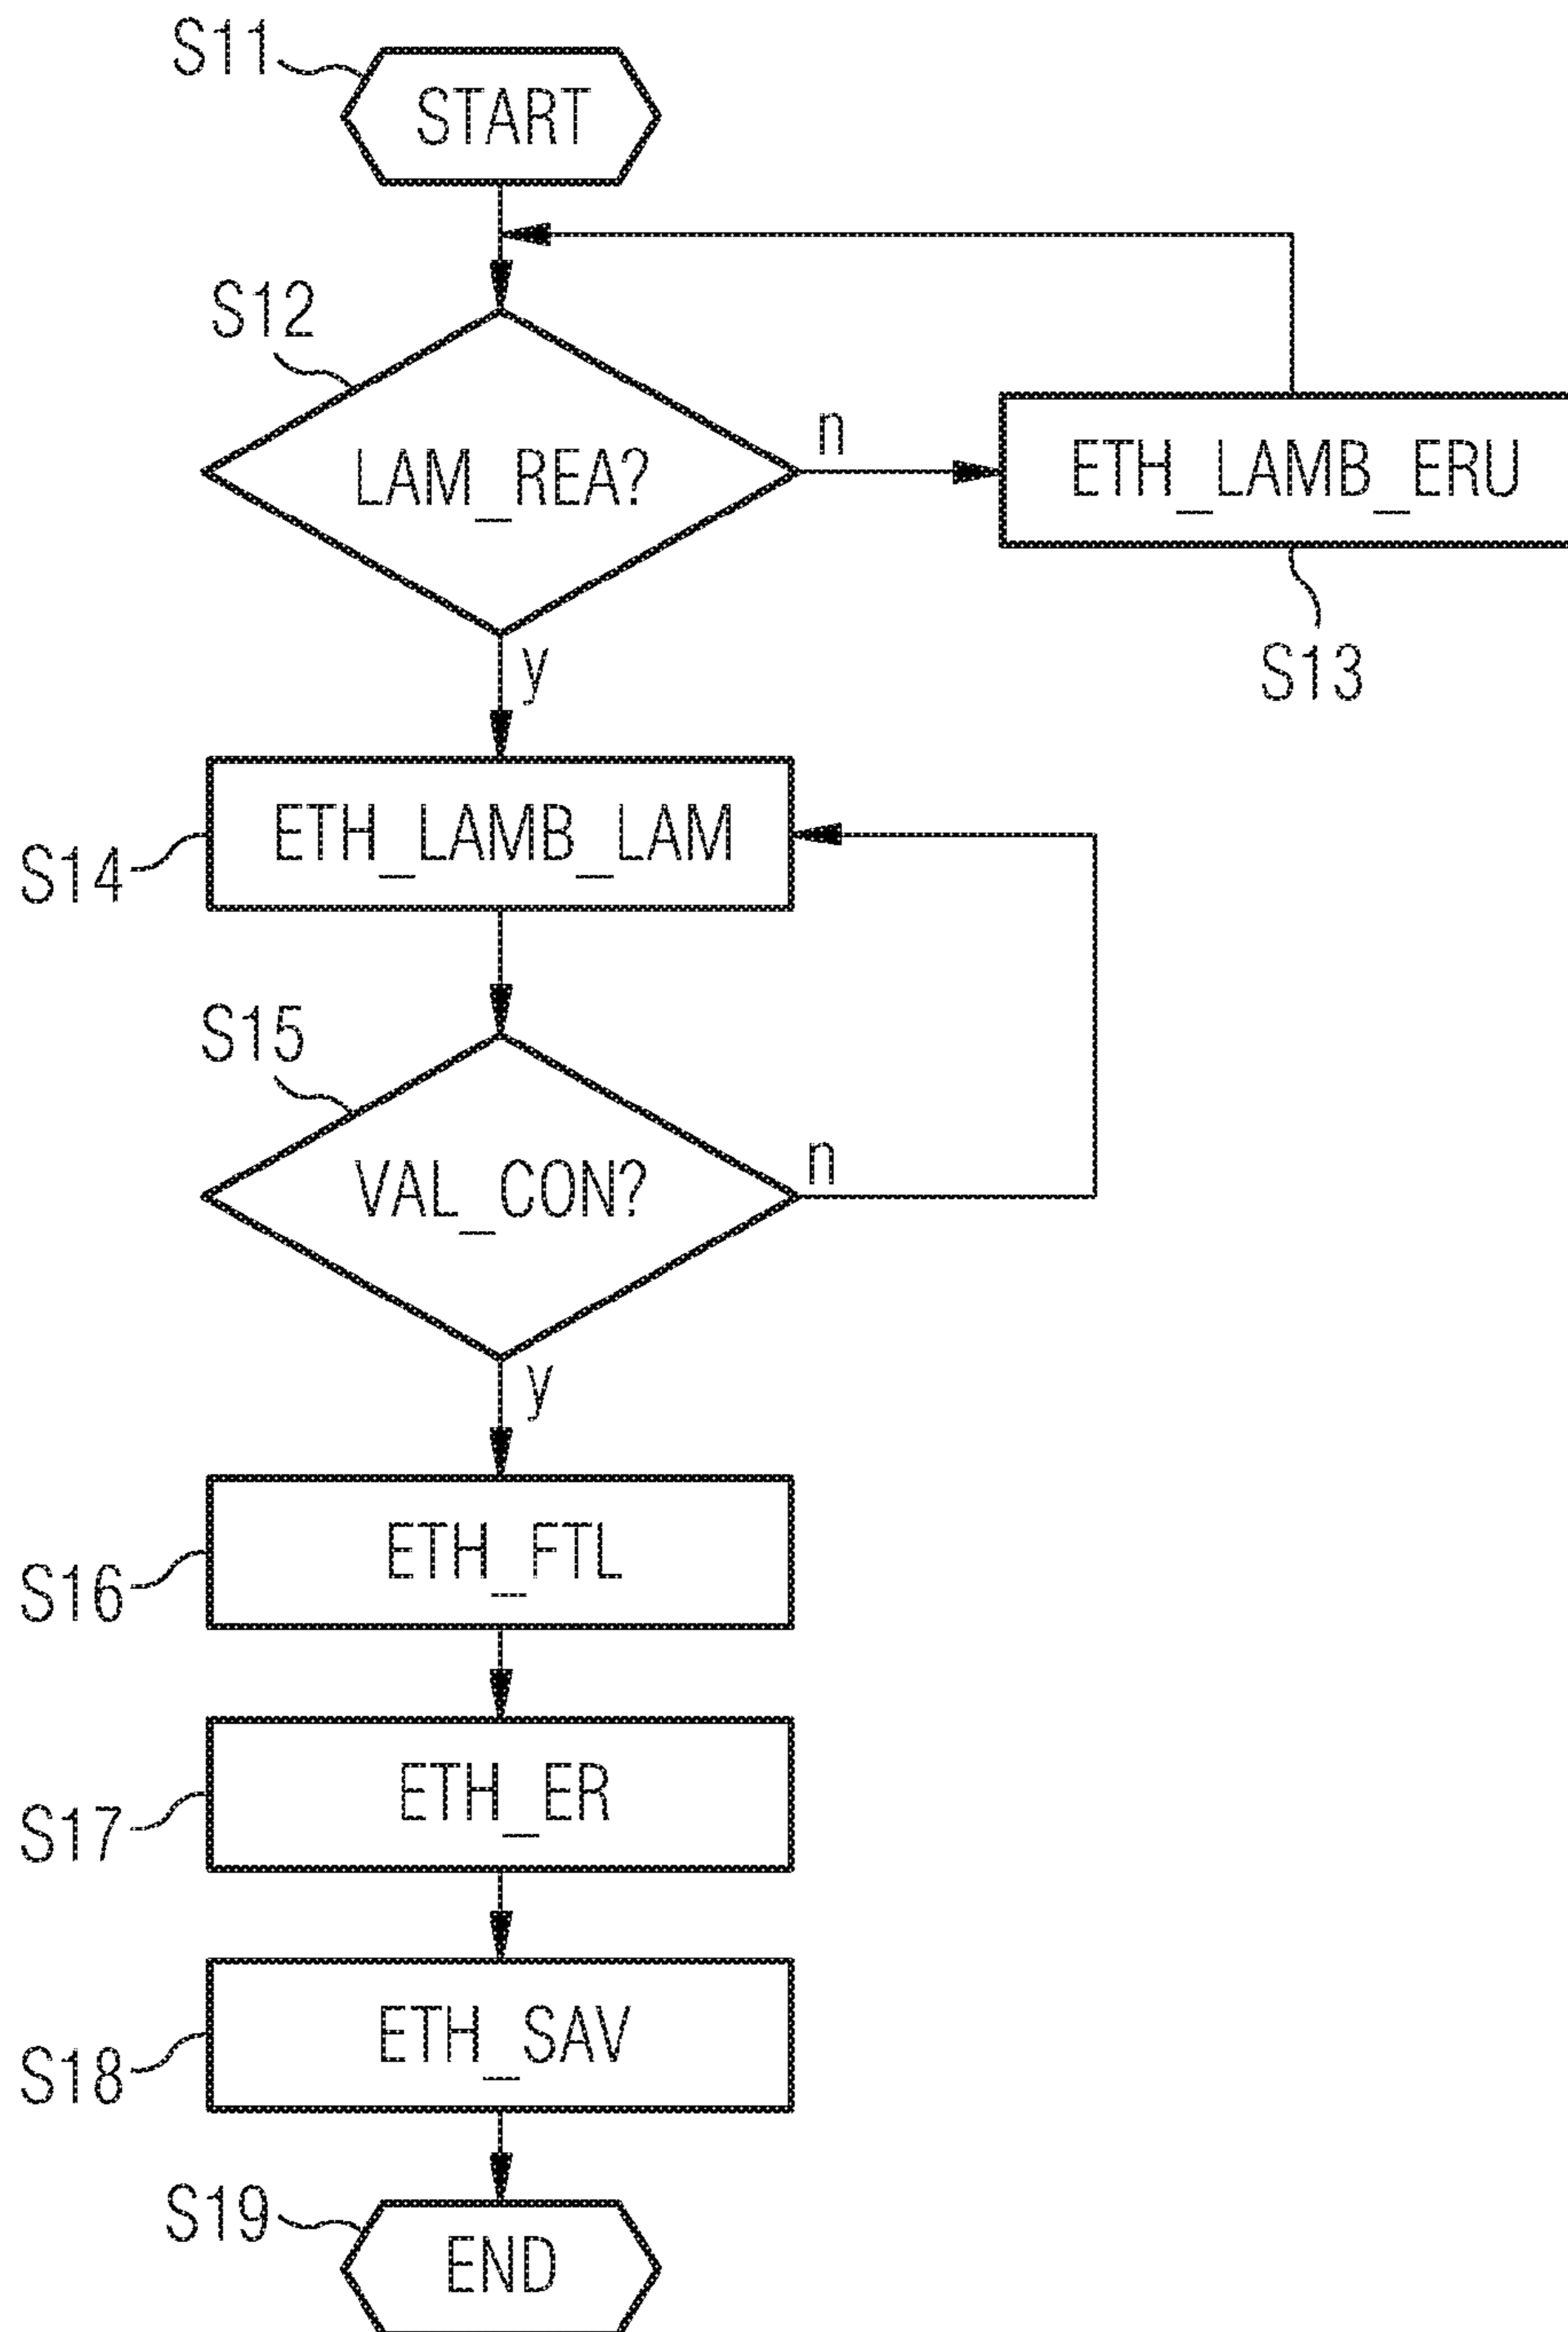 S11
START
S12
LAM_REA?
n
ETH_LAMB_ERU
S13
y
ETH_LAMB_LAM
S14
S15
VAL_CON?
n
y
ETH_FTL
S16
ETH_ER
S17
ETH_SAV
S18
S19
END